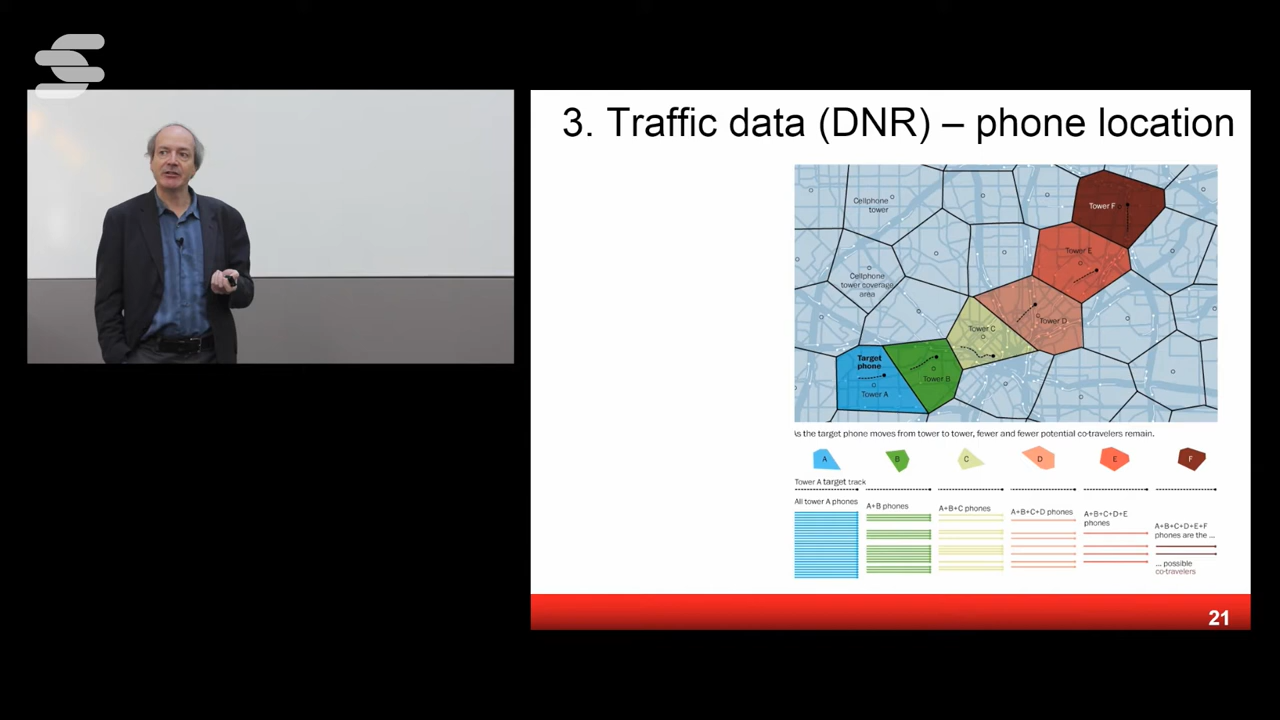 3. Traffic data (DNR) – phone location
Cellphone
tower
Cellphone
tower coverage
area
Tower F
Tower E
Tower D
Tower C
Target
phone
Tower B
Tower A
As the target phone moves from tower to tower, fewer and fewer potential co-travelers remain.
A
B
C
D
E
F
Tower A target track
All tower A phones
A+B phones
A+B+C phones
A+B+C+D phones
A+B+C+D+E
phones
A+B+C+D+E+F
phones are the ...
... possible
co-travelers
21